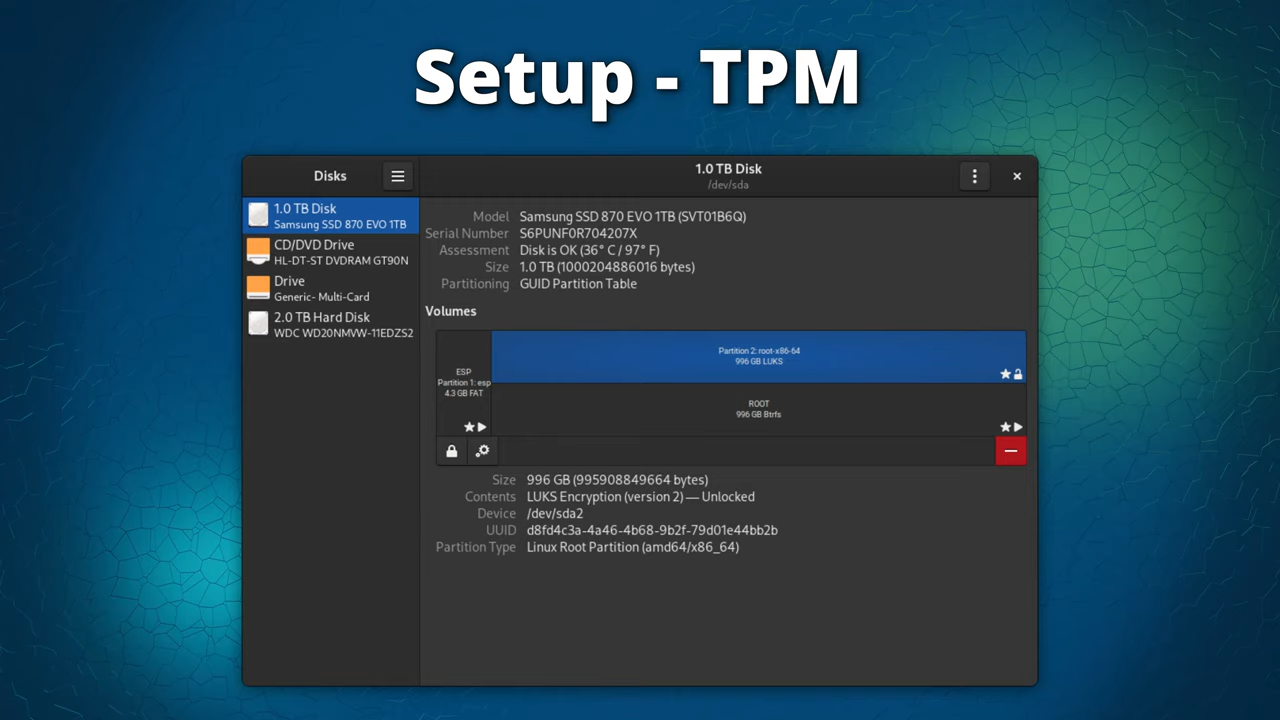 Setup - TPM
Disks
1.0 TB Disk
/dev/sda
1.0 TB Disk
Samsung SSD 870 EVO 1TB
CD/DVD Drive
HL-DT-ST DVDRAM GT90N
Drive
Generic- Multi-Card
2.0 TB Hard Disk
WDC WD20NMVW-11EDZS2
Model Samsung SSD 870 EVO 1TB (SVT01B6Q)
Serial Number S6PUNF0R704207X
Assessment Disk is OK (36° C / 97° F)
Size 1.0 TB (1000204886016 bytes)
Partitioning GUID Partition Table
Volumes
ESP
Partition 1: esp
4.3 GB FAT
Partition 2: root-x86-64
996 GB LUKS
ROOT
996 GB Btrfs
Size 996 GB (995908849664 bytes)
Contents LUKS Encryption (version 2) — Unlocked
Device /dev/sda2
UUID d8fd4c3a-4a46-4b68-9b2f-79d01e44bb2b
Partition Type Linux Root Partition (amd64/x86_64)